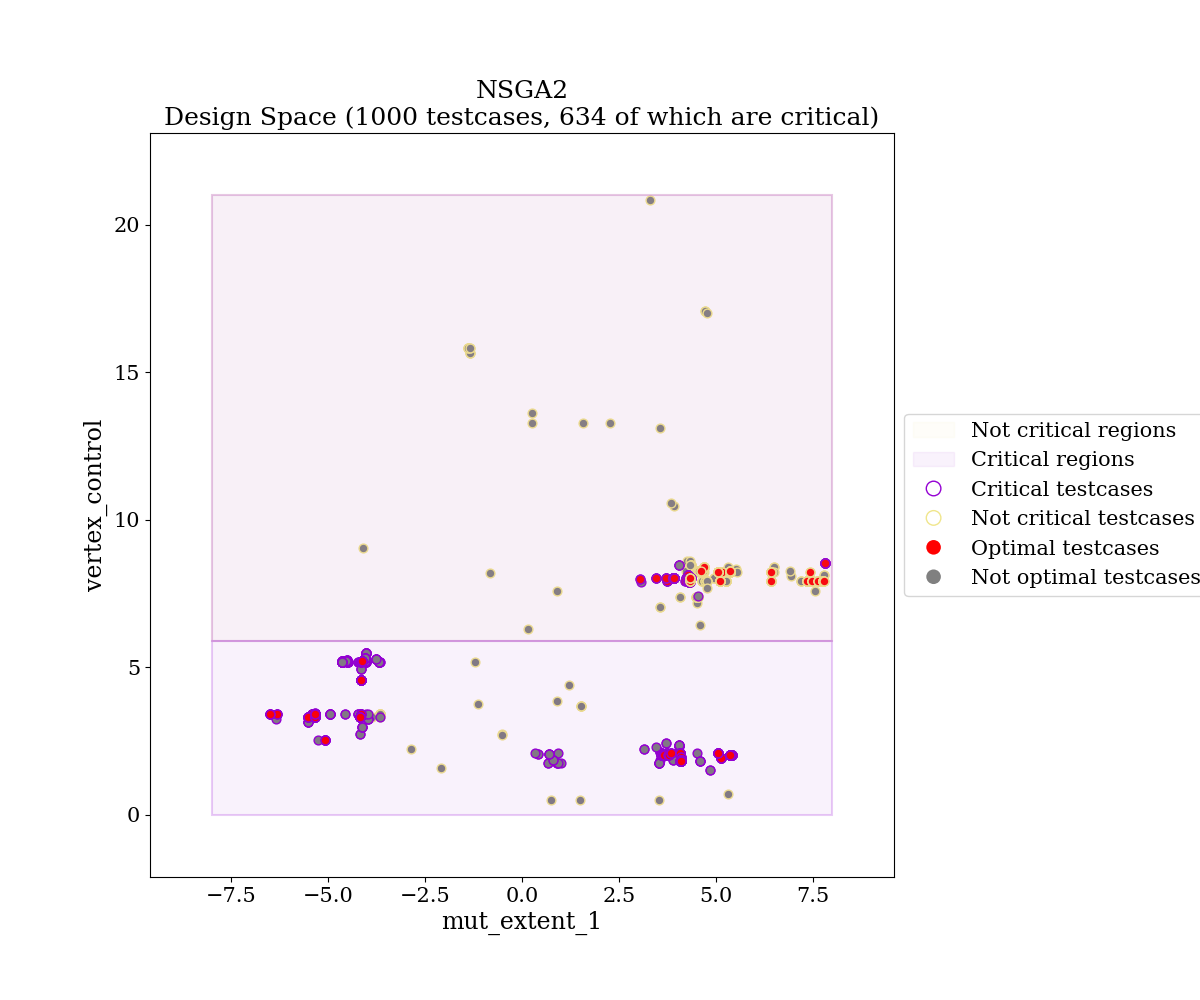 NSGA2
Design Space (1000 testcases, 634 of which are critical)
20
15
10
5
0
vertex_control
−7.5
−5.0
−2.5
0.0
2.5
5.0
7.5
mut_extent_1
Not critical regions
Critical regions
Critical testcases
Not critical testcases
Optimal testcases
Not optimal testcases